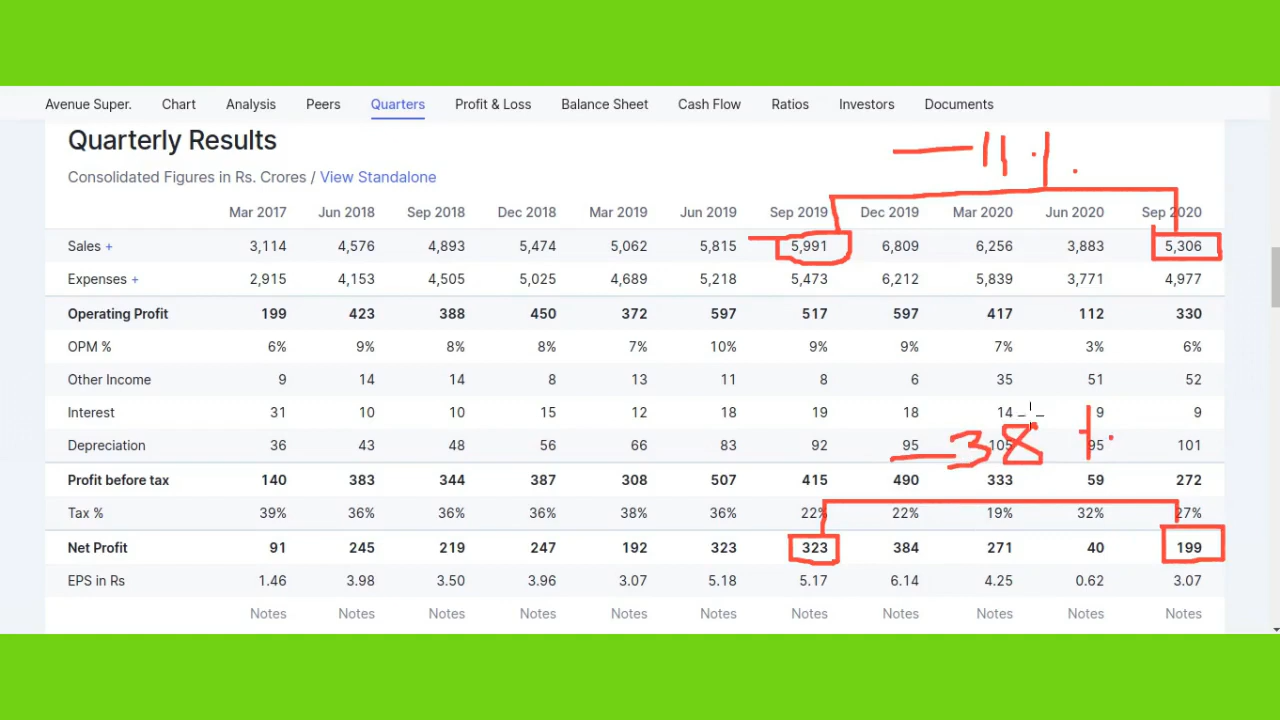 Avenue Super. Chart Analysis Peers Quarters Profit & Loss Balance Sheet Cash Flow Ratios Investors Documents
Quarterly Results
—11%.
Consolidated Figures in Rs. Crores / View Standalone
Mar 2017 Jun 2018 Sep 2018 Dec 2018 Mar 2019 Jun 2019 Sep 2019 Dec 2019 Mar 2020 Jun 2020 Sep 2020
Sales + 3,114 4,576 4,893 5,474 5,062 5,815 5,991 6,809 6,256 3,883 5,306
Expenses + 2,915 4,153 4,505 5,025 4,689 5,218 5,473 6,212 5,839 3,771 4,977
Operating Profit 199 423 388 450 372 597 517 597 417 112 330
OPM % 6% 9% 8% 8% 7% 10% 9% 9% 7% 3% 6%
Other Income 9 14 14 8 13 11 8 6 35 51 52
Interest 31 10 10 15 12 18 19 18 14 9 9
Depreciation 36 43 48 56 66 83 92 95 105 95 101
—38%.
Profit before tax 140 383 344 387 308 507 415 490 333 59 272
Tax % 39% 36% 36% 36% 38% 36% 22% 22% 19% 32% 27%
Net Profit 91 245 219 247 192 323 323 384 271 40 199
EPS in Rs 1.46 3.98 3.50 3.96 3.07 5.18 5.17 6.14 4.25 0.62 3.07
Notes Notes Notes Notes Notes Notes Notes Notes Notes Notes Notes